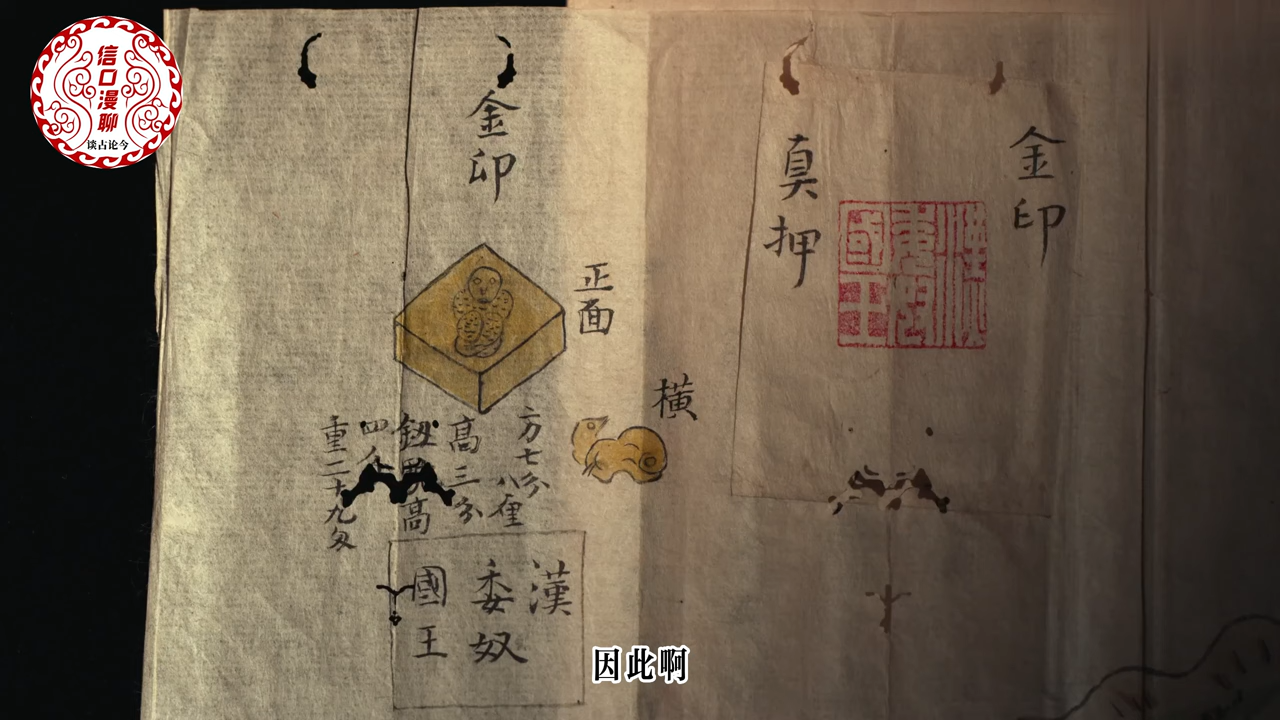 信口漫聊
谈古论今
金印
真押
漢委奴國王
金印
正面
横
方七分八厘
高三分
鈕高
四分
重二十九匁
漢
委奴
國王
因此啊